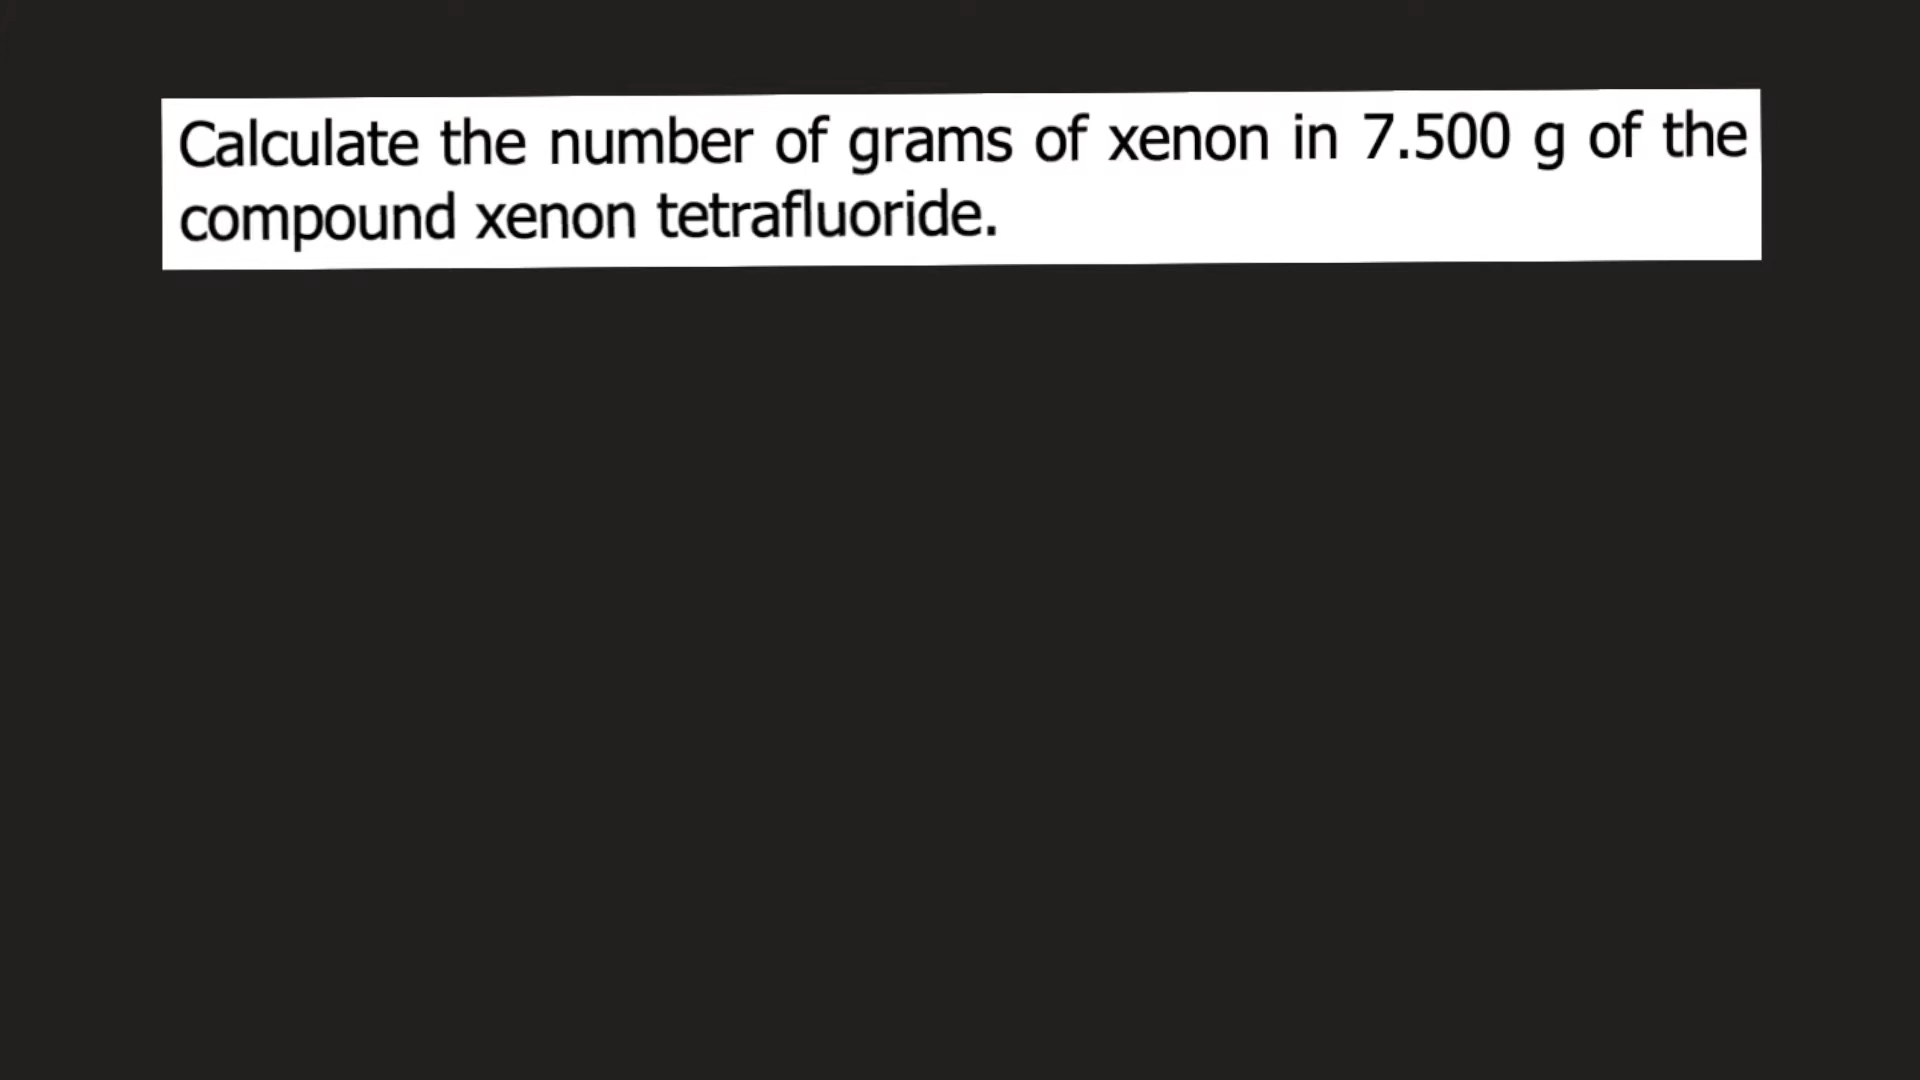 Calculate the number of grams of xenon in 7.500 g of the
compound xenon tetrafluoride.